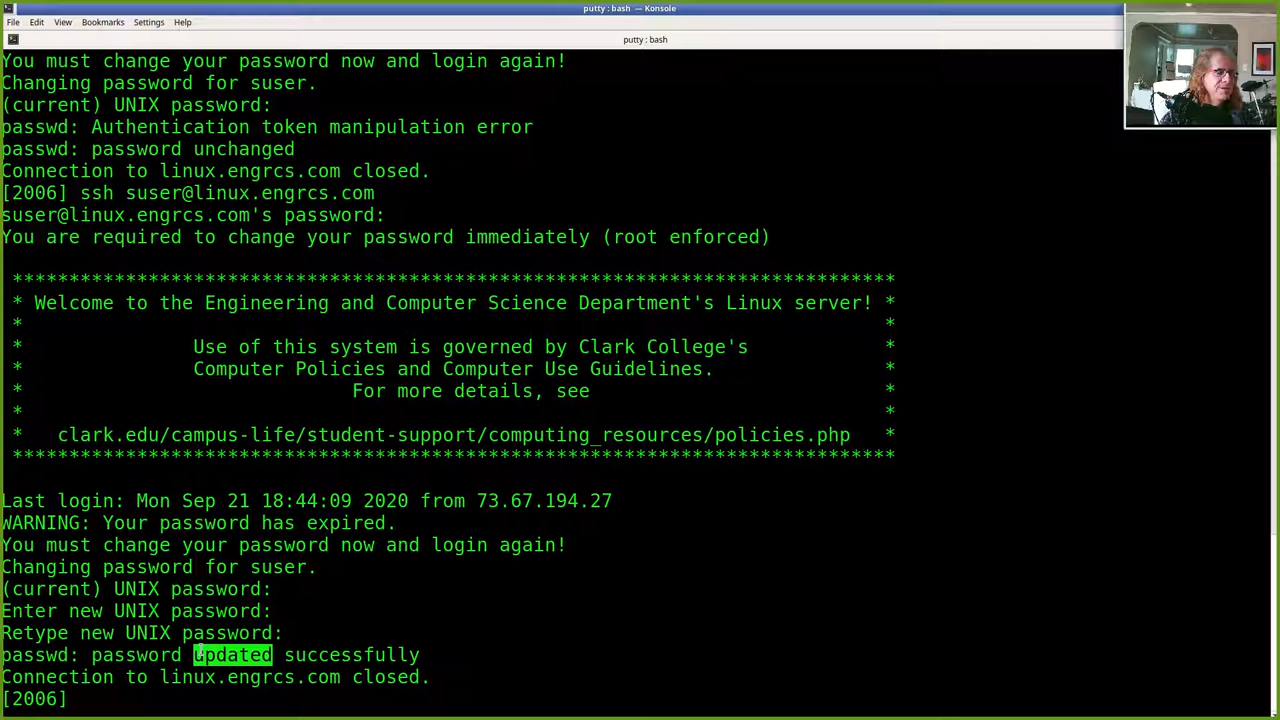 putty : bash — Konsole
File Edit View Bookmarks Settings Help
putty : bash
You must change your password now and login again!
Changing password for suser.
(current) UNIX password:
passwd: Authentication token manipulation error
passwd: password unchanged
Connection to linux.engrcs.com closed.
[2006] ssh suser@linux.engrcs.com
suser@linux.engrcs.com's password:
You are required to change your password immediately (root enforced)
*******************************************************************************
* Welcome to the Engineering and Computer Science Department's Linux server! *
* *
* Use of this system is governed by Clark College's *
* Computer Policies and Computer Use Guidelines. *
* For more details, see *
* *
* clark.edu/campus-life/student-support/computing_resources/policies.php *
*******************************************************************************
Last login: Mon Sep 21 18:44:09 2020 from 73.67.194.27
WARNING: Your password has expired.
You must change your password now and login again!
Changing password for suser.
(current) UNIX password:
Enter new UNIX password:
Retype new UNIX password:
passwd: password updated successfully
Connection to linux.engrcs.com closed.
[2006]